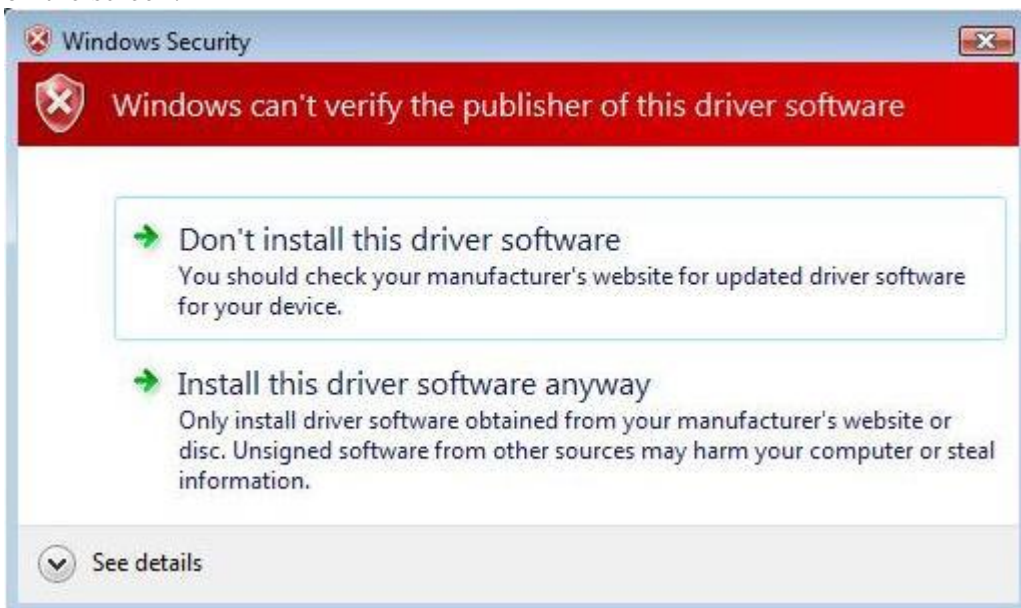 Windows Security
Windows can't verify the publisher of this driver software
Don't install this driver software
You should check your manufacturer's website for updated driver software
for your device.
Install this driver software anyway
Only install driver software obtained from your manufacturer's website or
disc. Unsigned software from other sources may harm your computer or steal
information.
See details